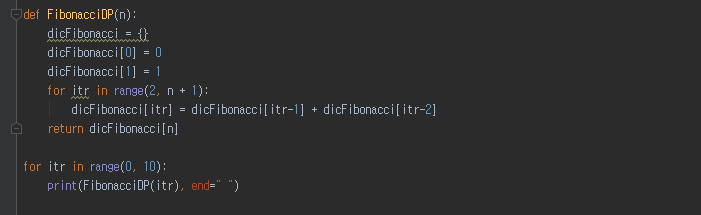 def FibonacciDP(n):
    dicFibonacci = {}
    dicFibonacci[0] = 0
    dicFibonacci[1] = 1
    for itr in range(2, n + 1):
        dicFibonacci[itr] = dicFibonacci[itr-1] + dicFibonacci[itr-2]
    return dicFibonacci[n]

for itr in range(0, 10):
    print(FibonacciDP(itr), end=" ")